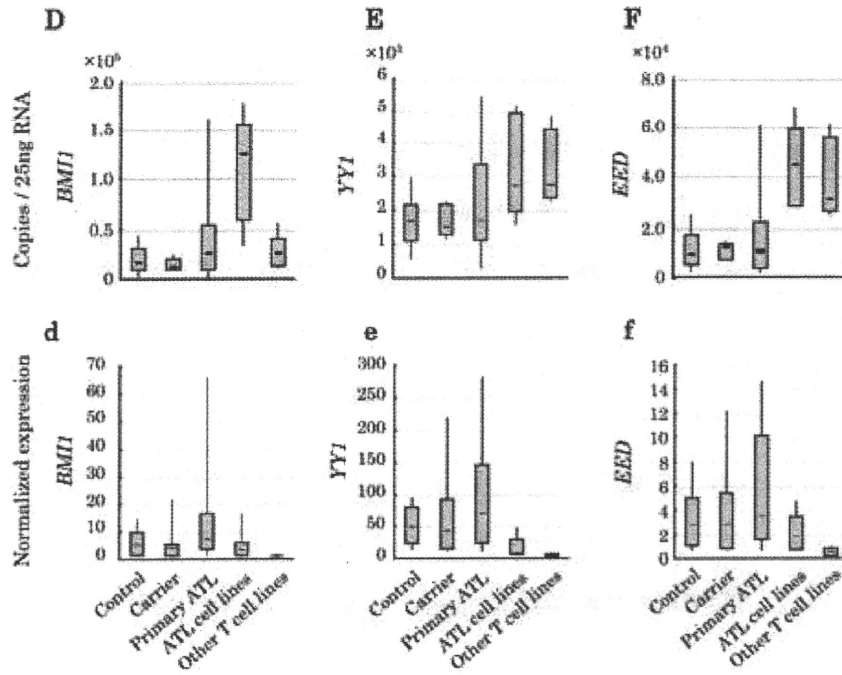 D
E
F
×10⁵
×10³
×10⁴
Copies / 25ng RNA
BMI1
2.0
1.5
1.0
0.5
0
YY1
6
5
4
3
2
1
0
EED
8.0
6.0
4.0
2.0
0
d
e
f
Normalized expression
BMI1
70
60
50
40
30
20
10
0
YY1
300
250
200
150
100
50
0
EED
16
14
12
10
8
6
4
2
0
Control
Carrier
Primary ATL
ATL cell lines
Other T cell lines
Control
Carrier
Primary ATL
ATL cell lines
Other T cell lines
Control
Carrier
Primary ATL
ATL cell lines
Other T cell lines